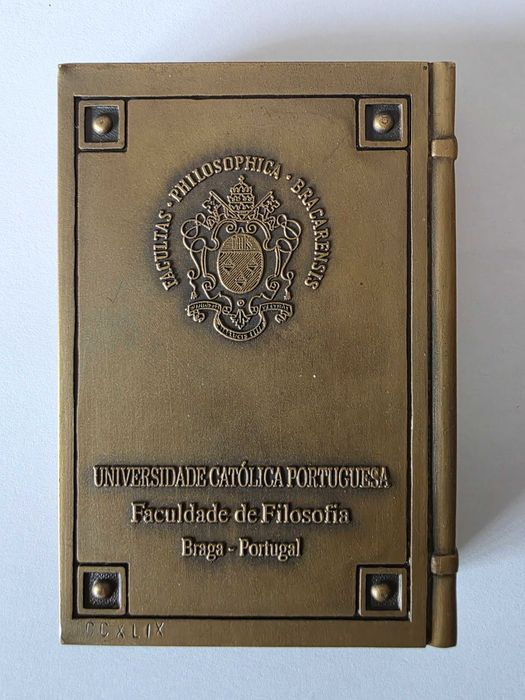 FACULTAS · PHILOSOPHICA · BRACARENSIS
UNIVERSIDADE CATÓLICA PORTUGUESA
Faculdade de Filosofia
Braga - Portugal
CCXLIX